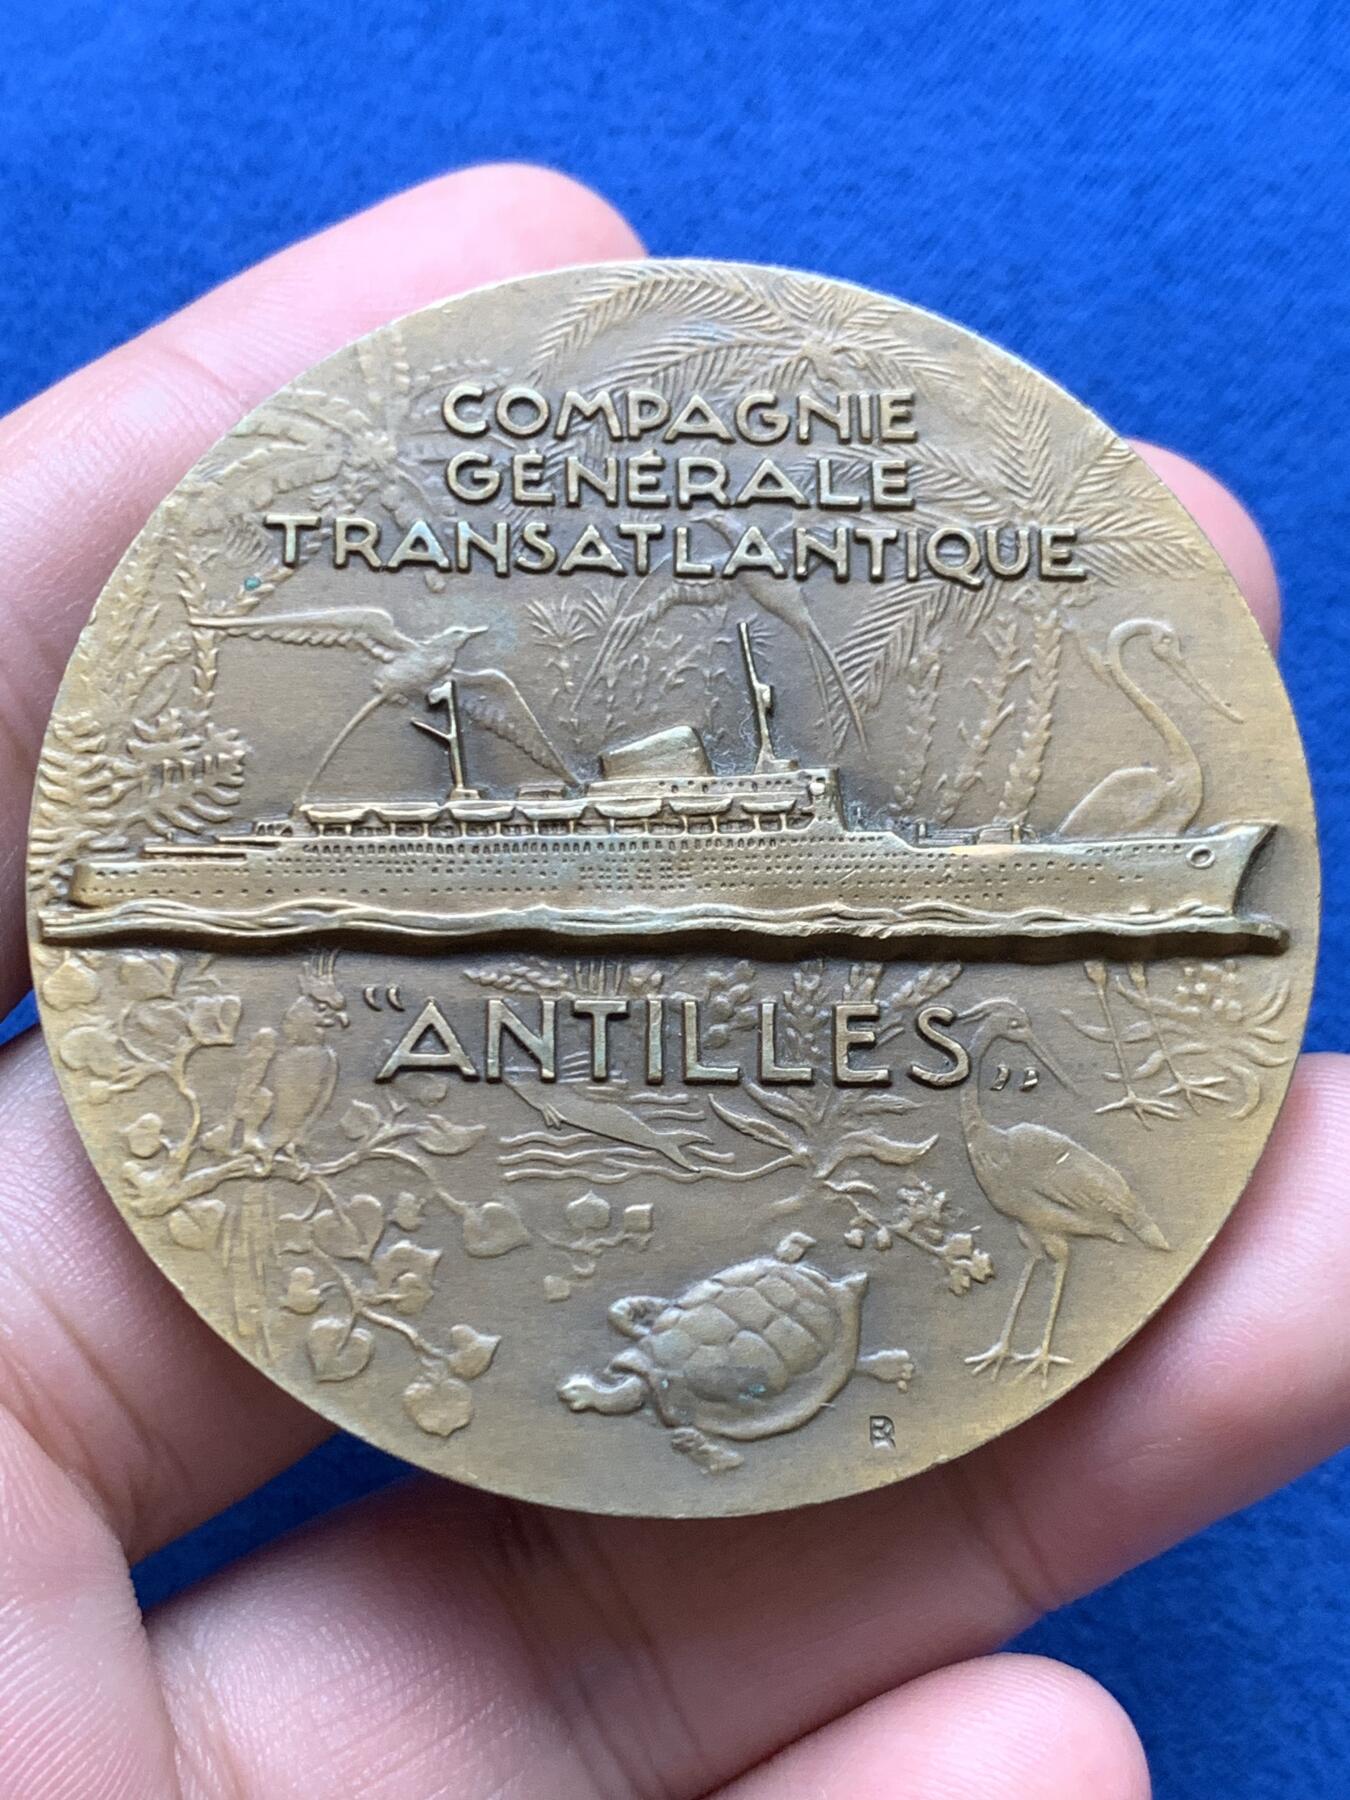 COMPAGNIE
GÉNÉRALE
TRANSATLANTIQUE
"ANTILLES„
R